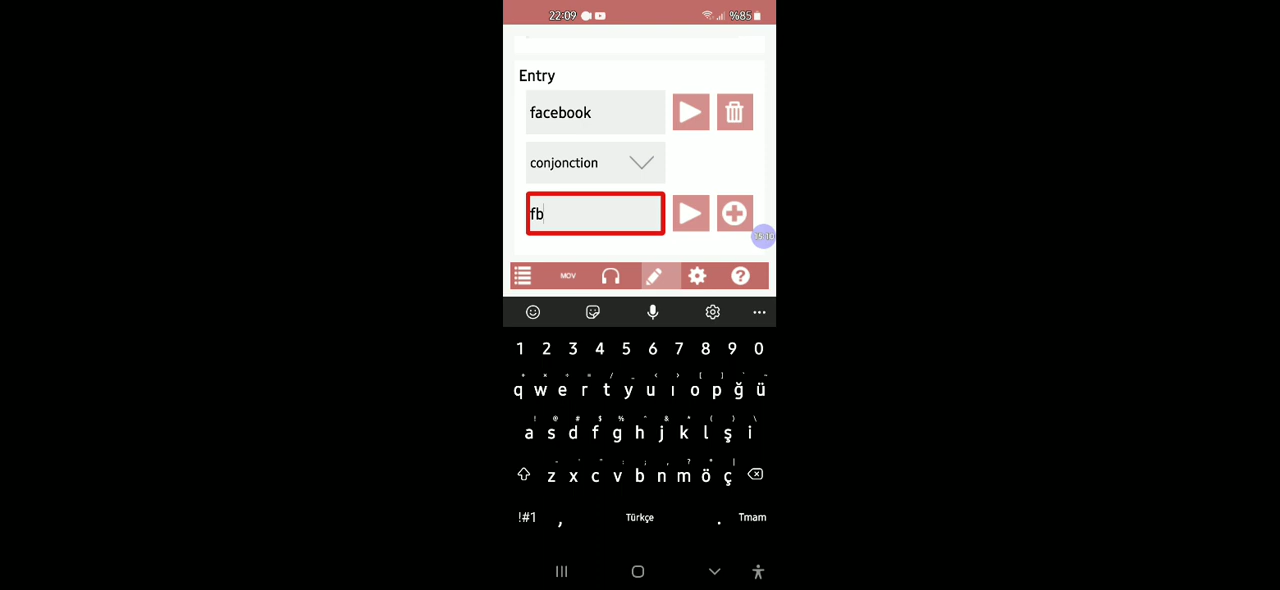 22:09 %85
Entry
facebook
conjonction
fb
MOV
1 2 3 4 5 6 7 8 9 0
q w e r t y u ı o p ğ ü
a s d f g h j k l ş i
z x c v b n m ö ç
!#1 , Türkçe . Tmam